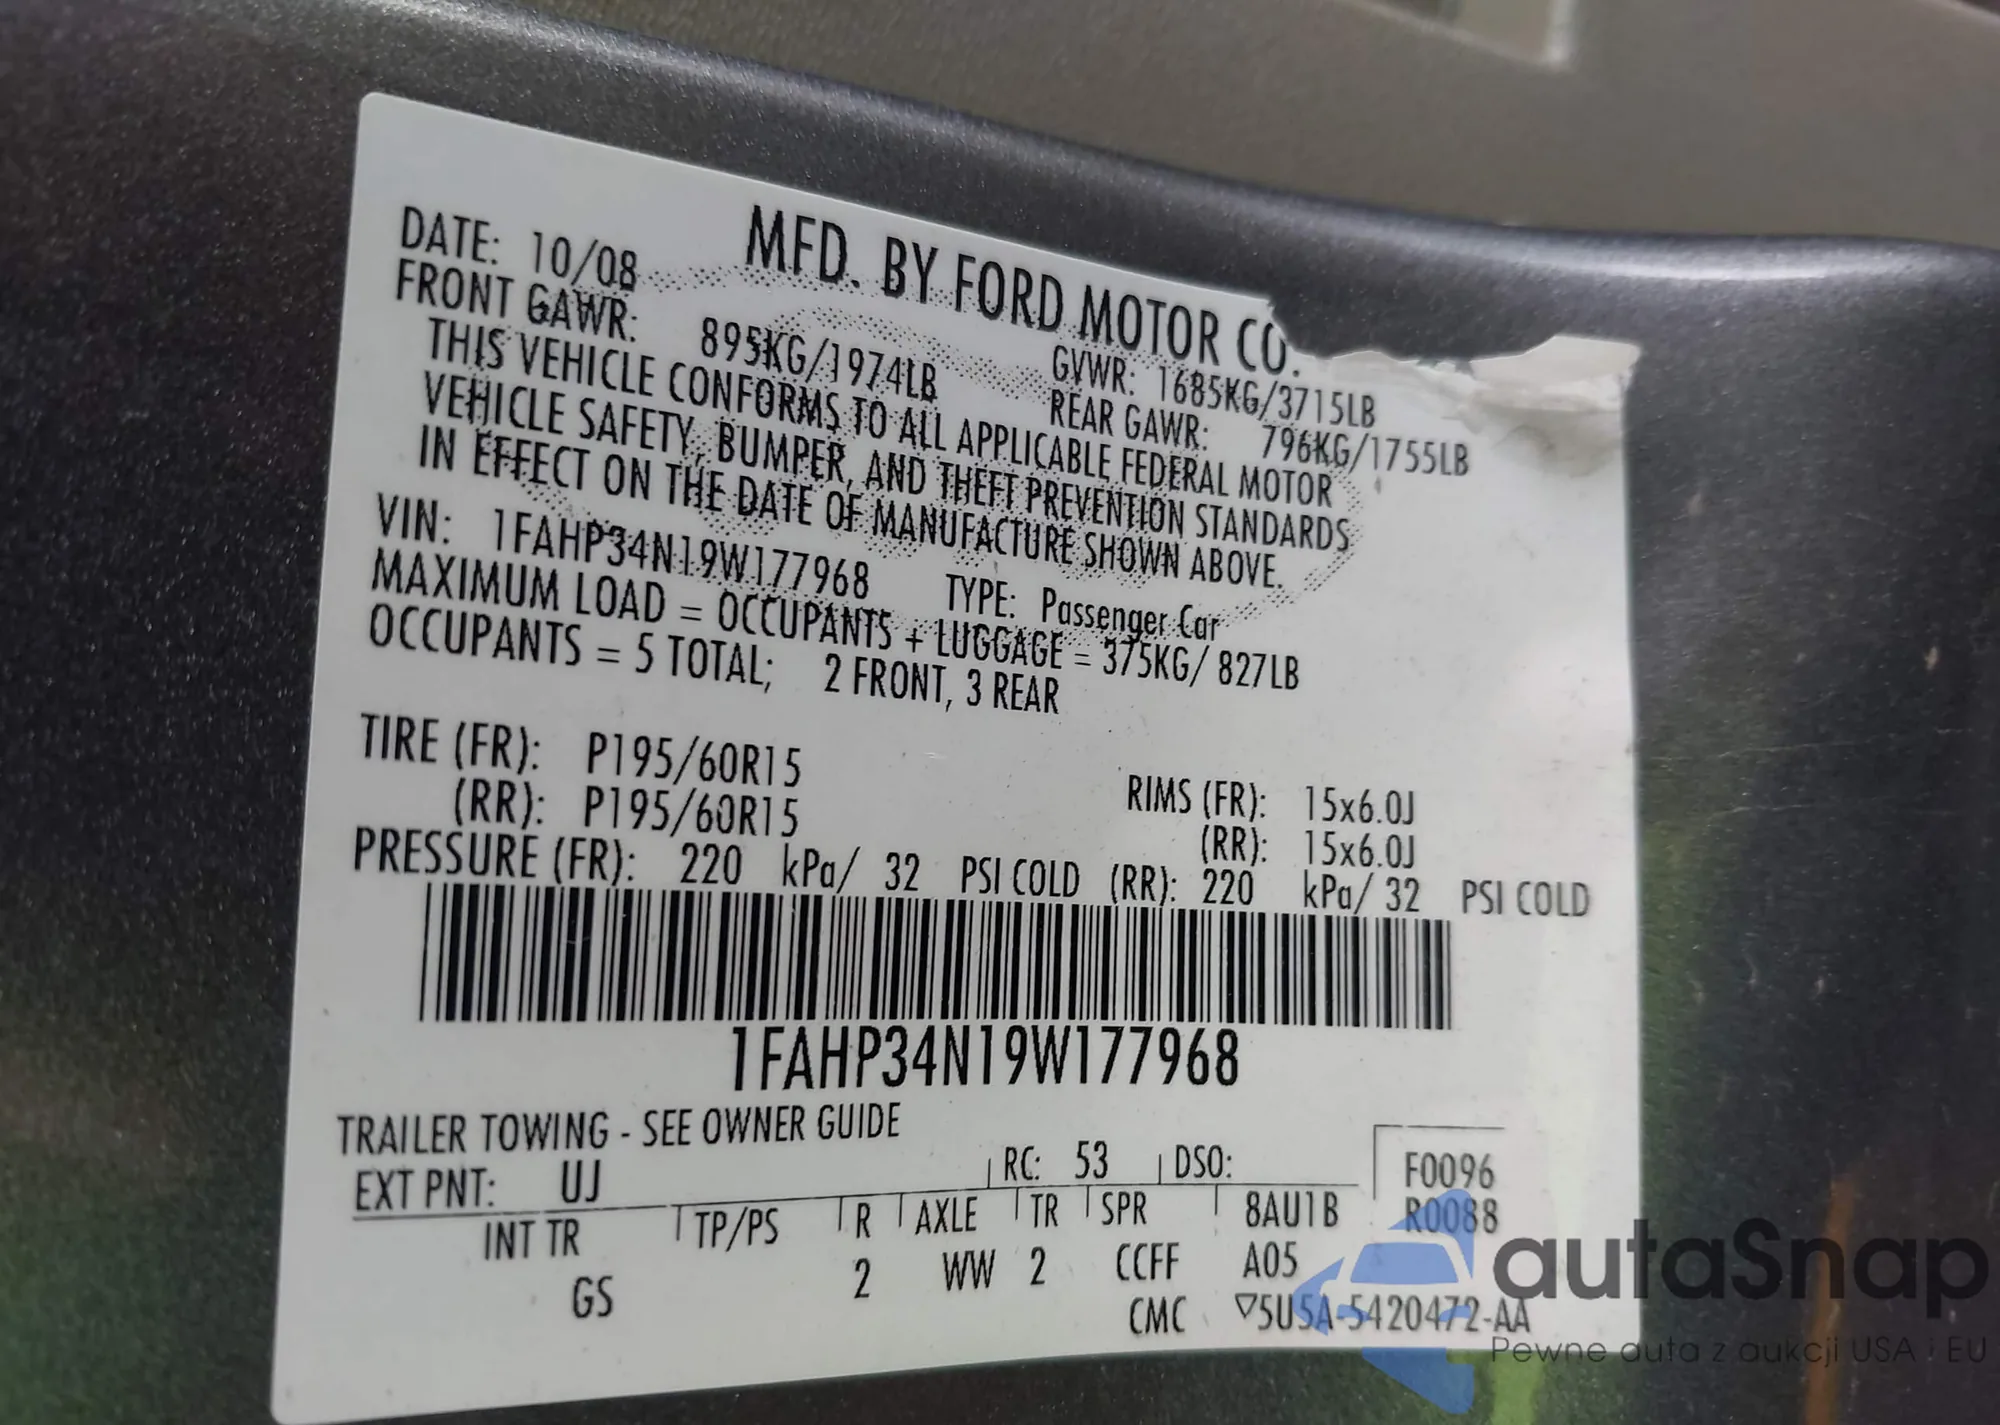 MFD. BY FORD MOTOR CO.
DATE: 10/08 GVWR: 1685KG/3715LB
FRONT GAWR: 895KG/1974LB REAR GAWR: 796KG/1755LB
THIS VEHICLE CONFORMS TO ALL APPLICABLE FEDERAL MOTOR
VEHICLE SAFETY, BUMPER, AND THEFT PREVENTION STANDARDS
IN EFFECT ON THE DATE OF MANUFACTURE SHOWN ABOVE.
VIN: 1FAHP34N19W177968 TYPE: Passenger Car
MAXIMUM LOAD = OCCUPANTS + LUGGAGE = 375KG/ 827LB
OCCUPANTS = 5 TOTAL; 2 FRONT, 3 REAR
TIRE (FR): P195/60R15 RIMS (FR): 15x6.0J
(RR): P195/60R15 (RR): 15x6.0J
PRESSURE (FR): 220 kPa/ 32 PSI COLD (RR): 220 kPa/ 32 PSI COLD
1FAHP34N19W177968
TRAILER TOWING - SEE OWNER GUIDE
EXT PNT: UJ RC: 53 DSO: F0096
INT TR TP/PS R AXLE TR SPR 8AU1B R0088
GS 2 WW 2 CCFF A05
CMC ▽5U5A-5420472-AA
autaSnap
Pewne auta z aukcji USA i EU